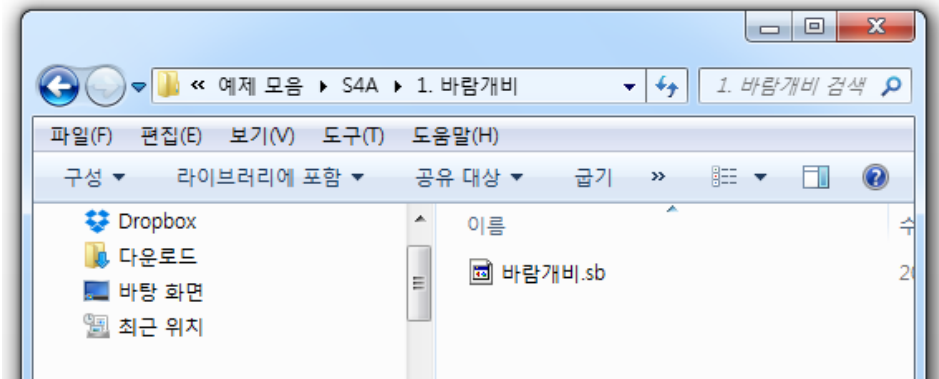 « 예제 모음 ▸ S4A ▸ 1. 바람개비 1. 바람개비 검색
파일(F) 편집(E) 보기(V) 도구(T) 도움말(H)
구성 라이브러리에 포함 공유 대상 굽기 »
Dropbox
다운로드
바탕 화면
최근 위치
이름
바람개비.sb